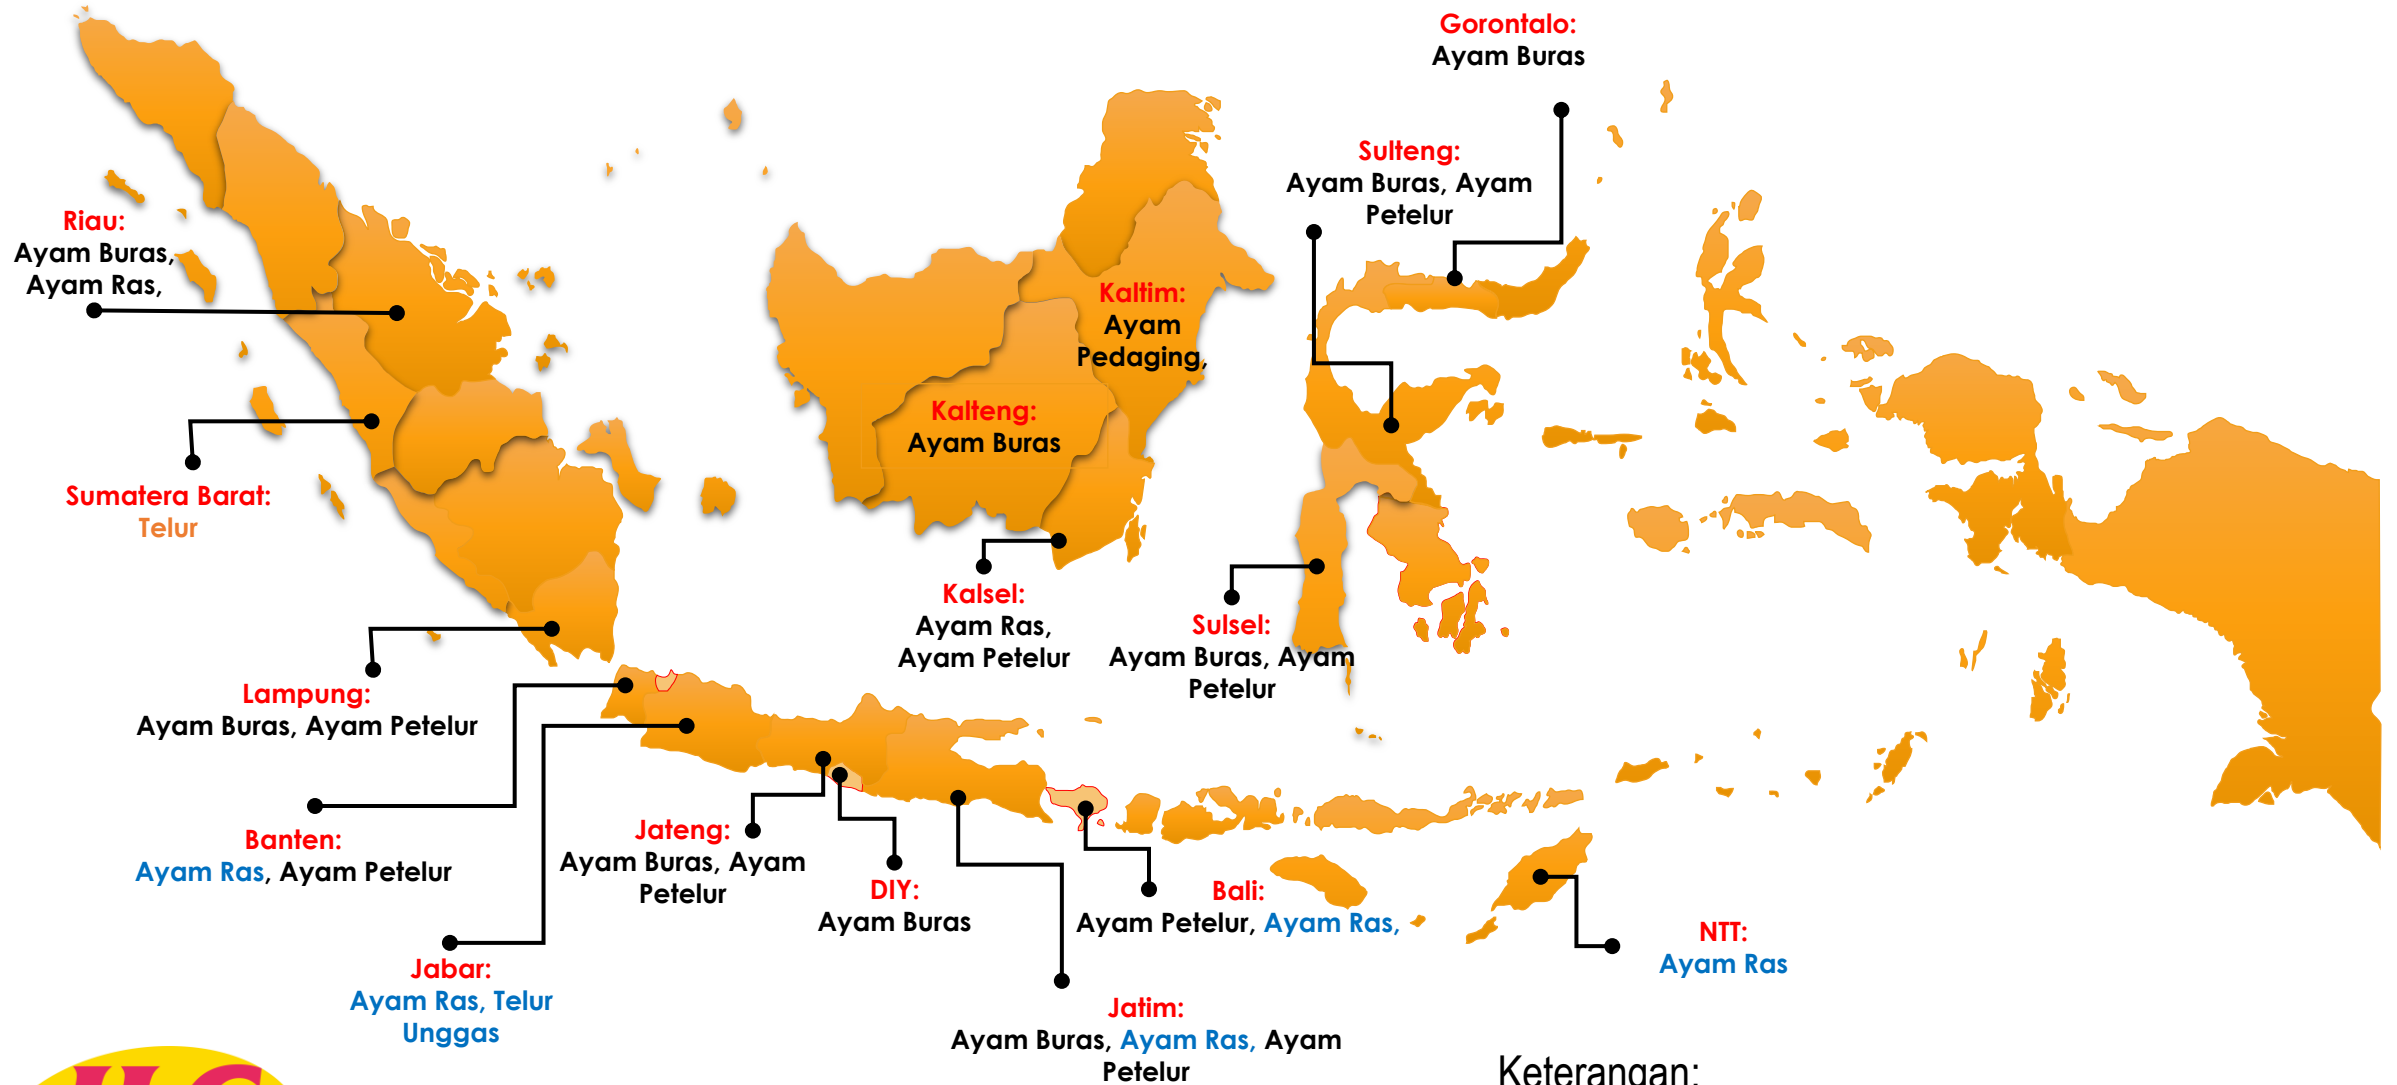 Gorontalo:
Ayam Buras
Sulteng:
Ayam Buras, Ayam
Petelur
Riau:
Ayam Buras,
Ayam Ras,
Kaltim:
Ayam
Pedaging,
Kalteng:
Ayam Buras
Sumatera Barat:
Telur
Kalsel:
Ayam Ras,
Ayam Petelur
Sulsel:
Ayam Buras, Ayam
Petelur
Lampung:
Ayam Buras, Ayam Petelur
Banten:
Ayam Ras, Ayam Petelur
Jateng:
Ayam Buras, Ayam
Petelur
DIY:
Ayam Buras
Bali:
Ayam Petelur, Ayam Ras,
NTT:
Ayam Ras
Jabar:
Ayam Ras, Telur
Unggas
Jatim:
Ayam Buras, Ayam Ras, Ayam
Petelur
Keterangan: